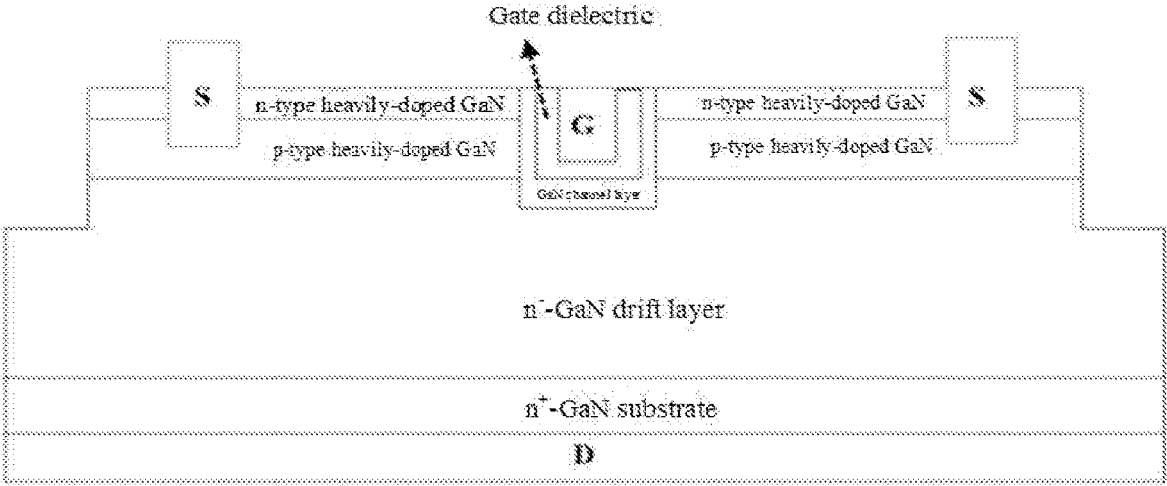 Gate dielectric
S
n-type heavily-doped GaN
G
n-type heavily-doped GaN
S
p-type heavily-doped GaN
p-type heavily-doped GaN
GaN channel layer
n⁻-GaN drift layer
n⁺-GaN substrate
D